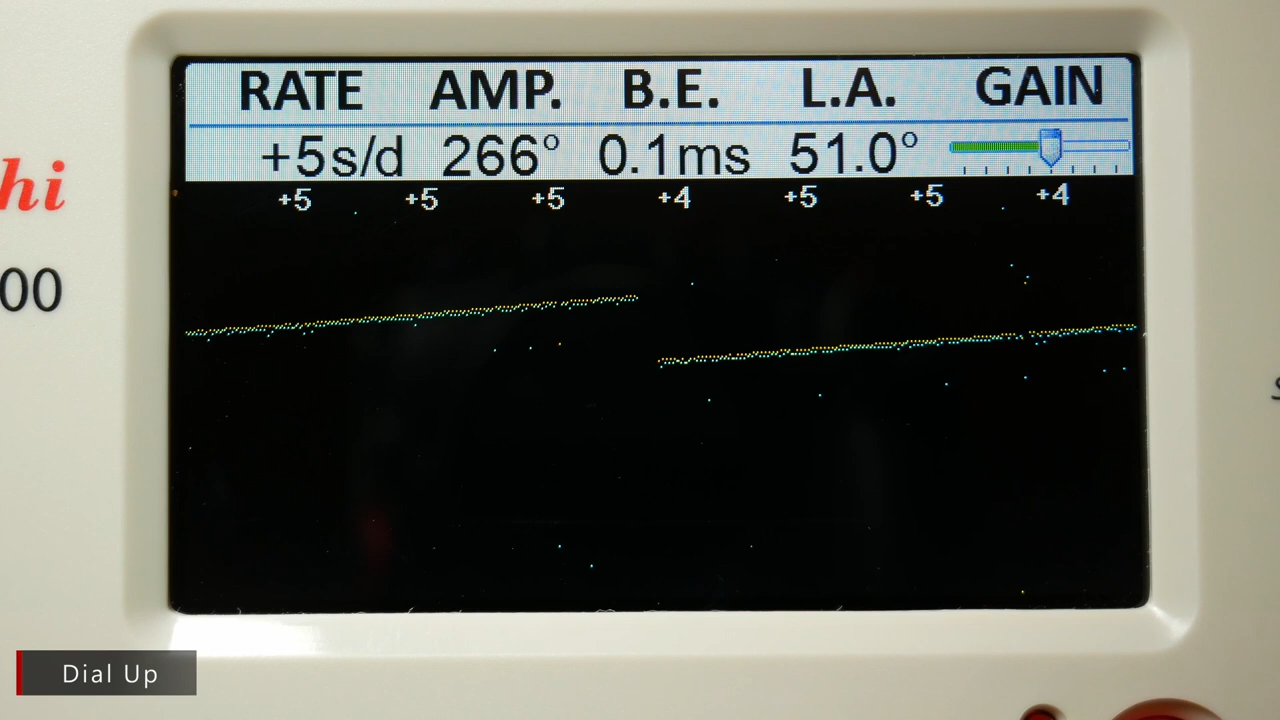 RATE AMP. B.E. L.A. GAIN
+5s/d 266° 0.1ms 51.0°
+5 +5 +5 +4 +5 +5 +4
hi
00
Dial Up